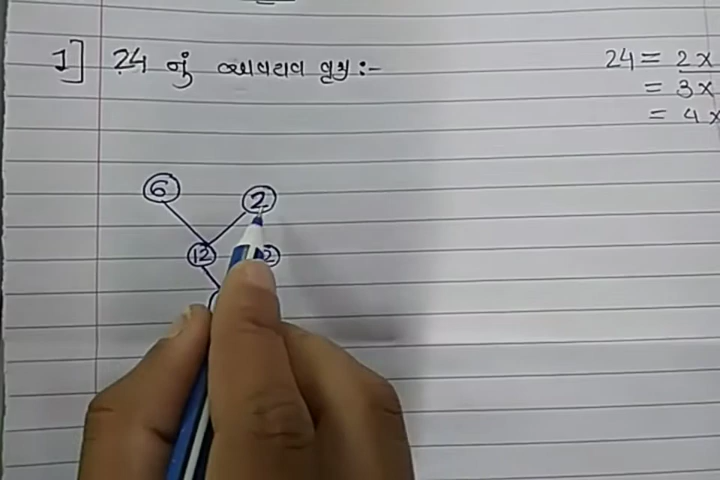 1] 24 નું અવયવ વૃક્ષ :-
24 = 2 x
= 3 x
= 4 x
6 2
12 2